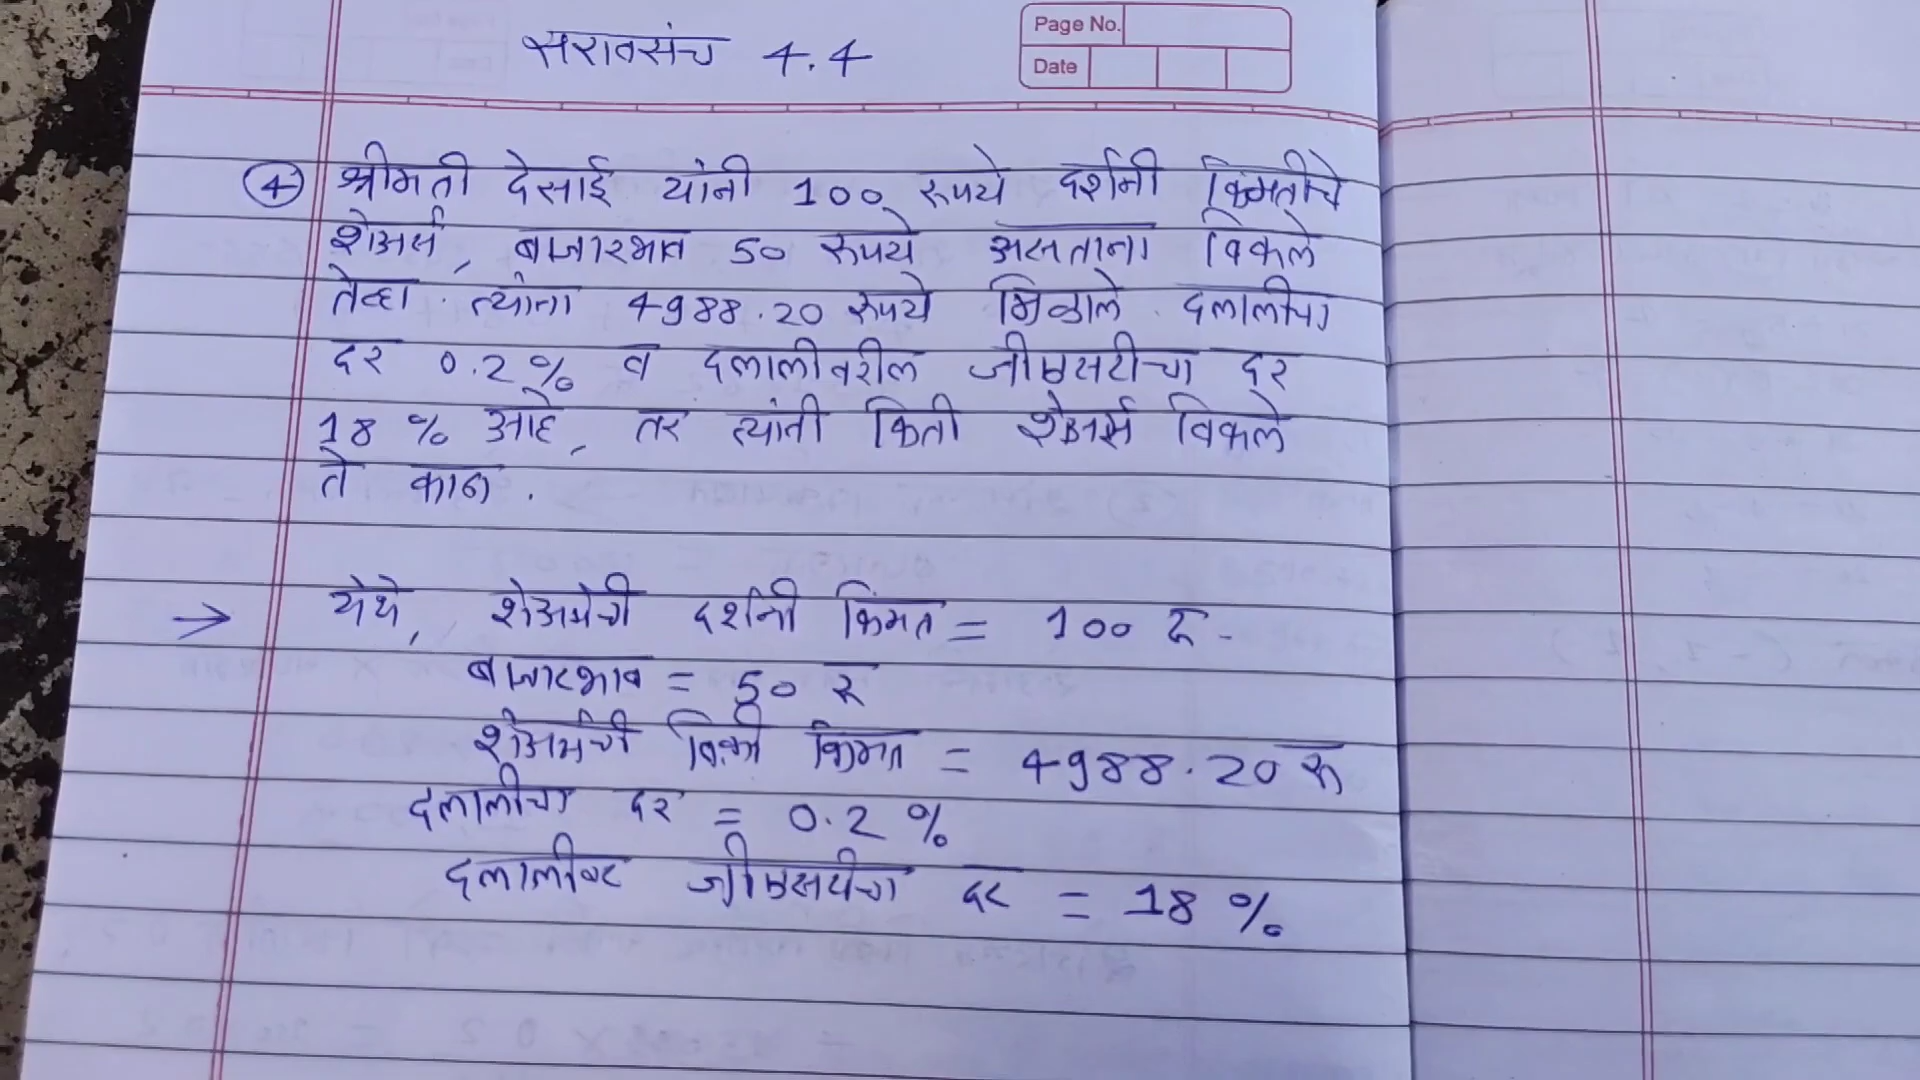 सरावसंच 4.4
Page No.
Date
④ श्रीमती देसाई यांनी 100 रुपये दर्शनी किंमतीचे
शेअर्स, बाजारभाव 50 रुपये असताना विकले
तेव्हा त्यांना 4988.20 रुपये मिळाले. दलालीचा
दर 0.2 % व दलालीवरील जीएसटीचा दर
18 % आहे, तर त्यांनी किती शेअर्स विकले
ते काढा.
→ येथे, शेअर्सची दर्शनी किंमत = 100 रु.
बाजारभाव = 50 रु
शेअर्सची विक्री किंमत = 4988.20 रु
दलालीचा दर = 0.2 %
दलालीवर जीएसटीचा दर = 18 %